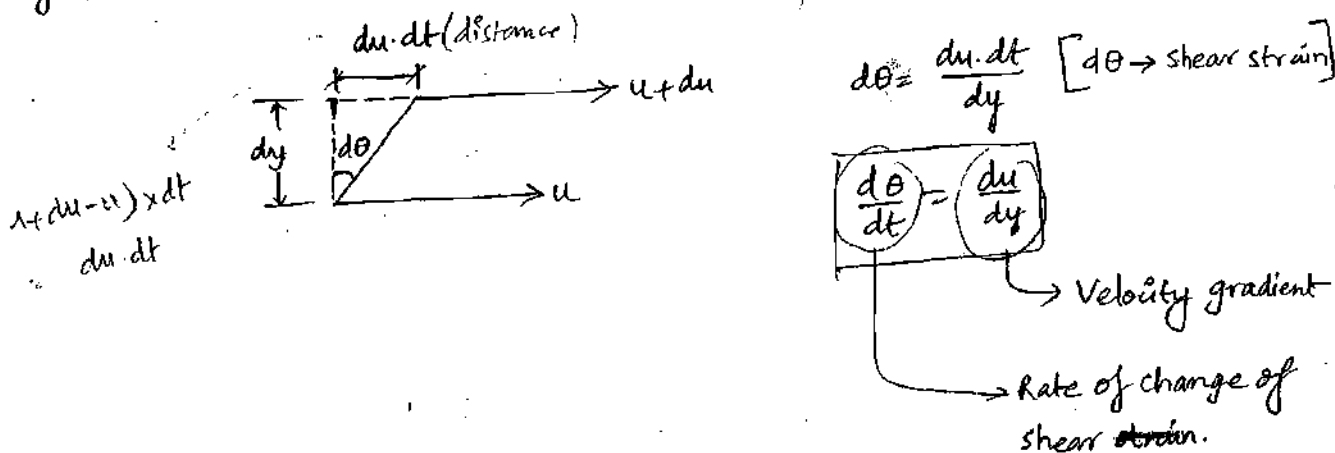 du.dt (distance)
u + du
dy
dθ
u
+ du - u) x dt
du.dt
dθ = du.dt / dy [dθ → shear strain]
dθ / dt = du / dy
→ Velocity gradient
→ Rate of change of
shear strain.